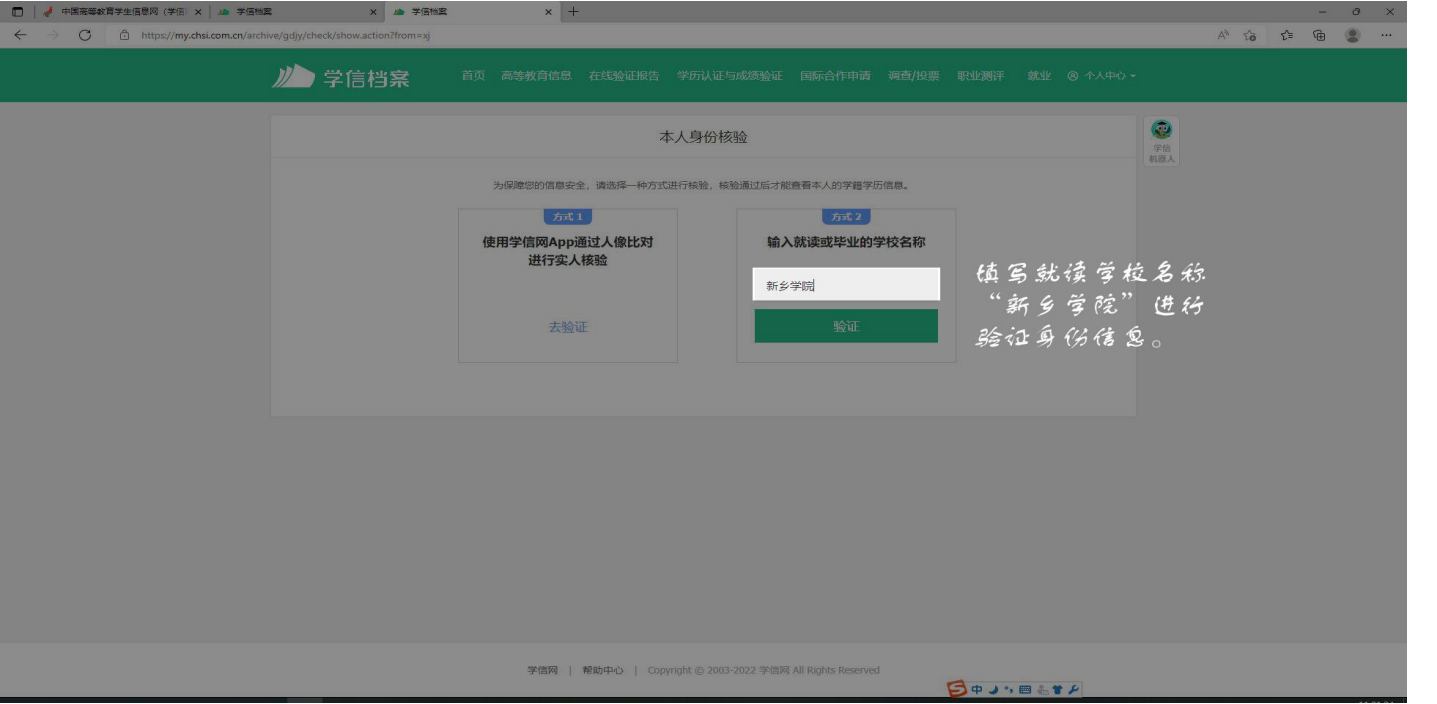 中国高等教育学生信息网（学信
学信档案
学信档案
https://my.chsi.com.cn/archive/gdjy/check/show.action?from=xj
学信档案
首页 高等教育信息 在线验证报告 学历认证与成绩验证 国际合作申请 调查/投票 职业测评 就业 个人中心
本人身份核验
学信
机器人
为保障您的信息安全，请选择一种方式进行核验，核验通过后才能查看本人的学籍学历信息。
方式 1
使用学信网App通过人像比对
进行实人核验
去验证
方式 2
输入就读或毕业的学校名称
新乡学院
验证
填写就读学校名称
“新乡学院”进行
验证身份信息。
学信网 | 帮助中心 | Copyright © 2003-2022 学信网 All Rights Reserved
中